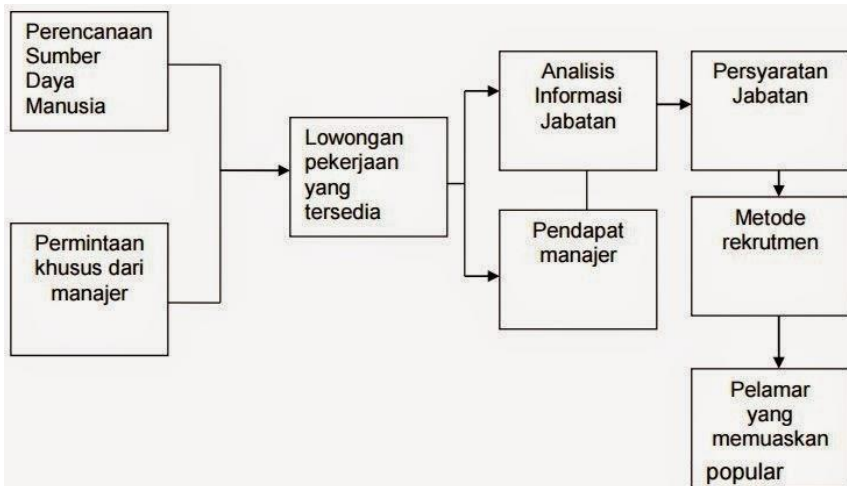 Perencanaan
Sumber
Daya
Manusia
Permintaan
khusus dari
manajer
Lowongan
pekerjaan
yang
tersedia
Analisis
Informasi
Jabatan
Pendapat
manajer
Persyaratan
Jabatan
Metode
rekrutmen
Pelamar
yang
memuaskan
popular